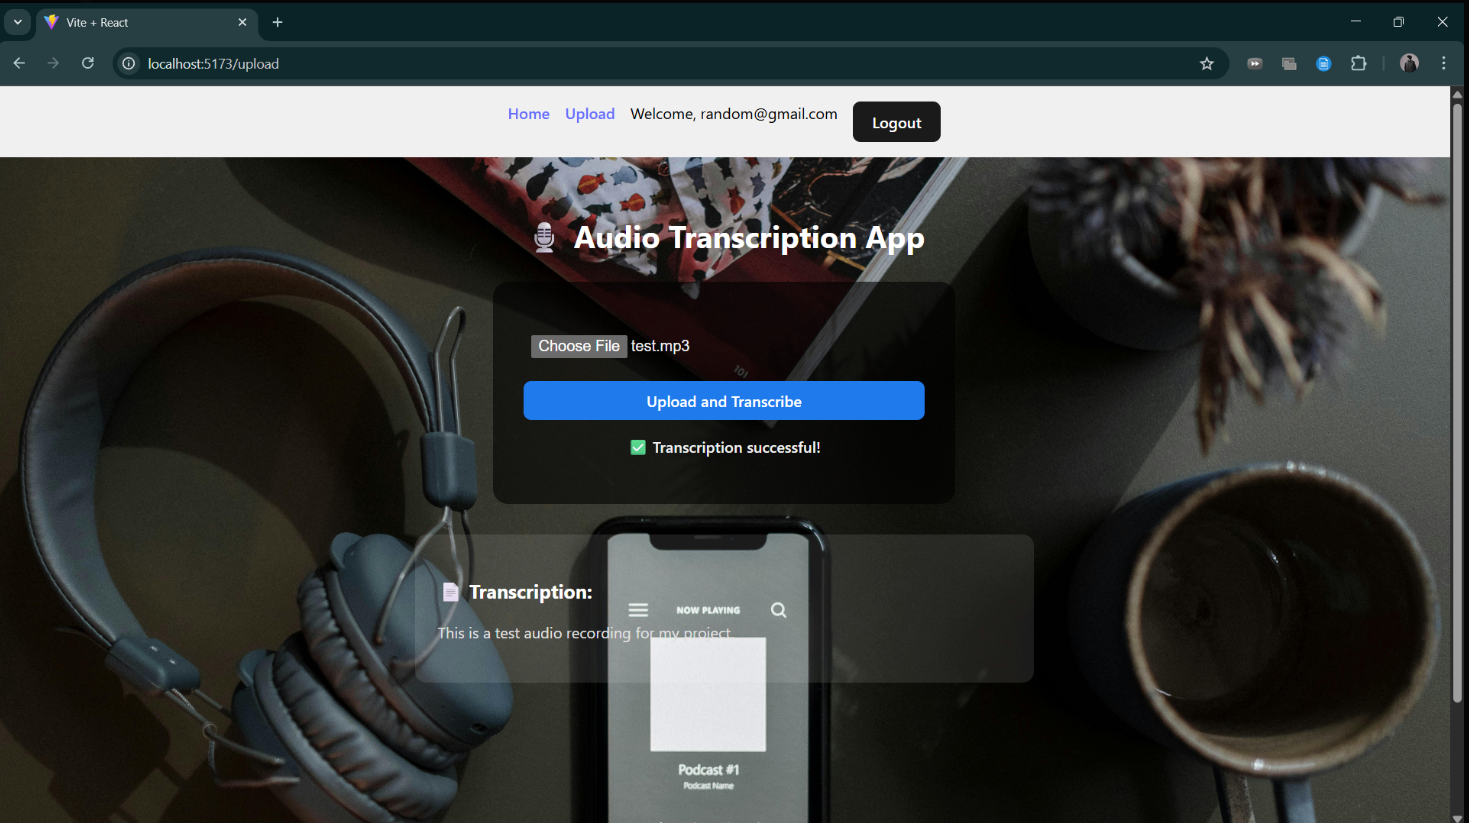 Vite + React
localhost:5173/upload
Home Upload Welcome, random@gmail.com Logout
🎙️ Audio Transcription App
101
Choose File test.mp3
Upload and Transcribe
✅ Transcription successful!
📄 Transcription:
NOW PLAYING
This is a test audio recording for my project.
Podcast #1
Podcast Name